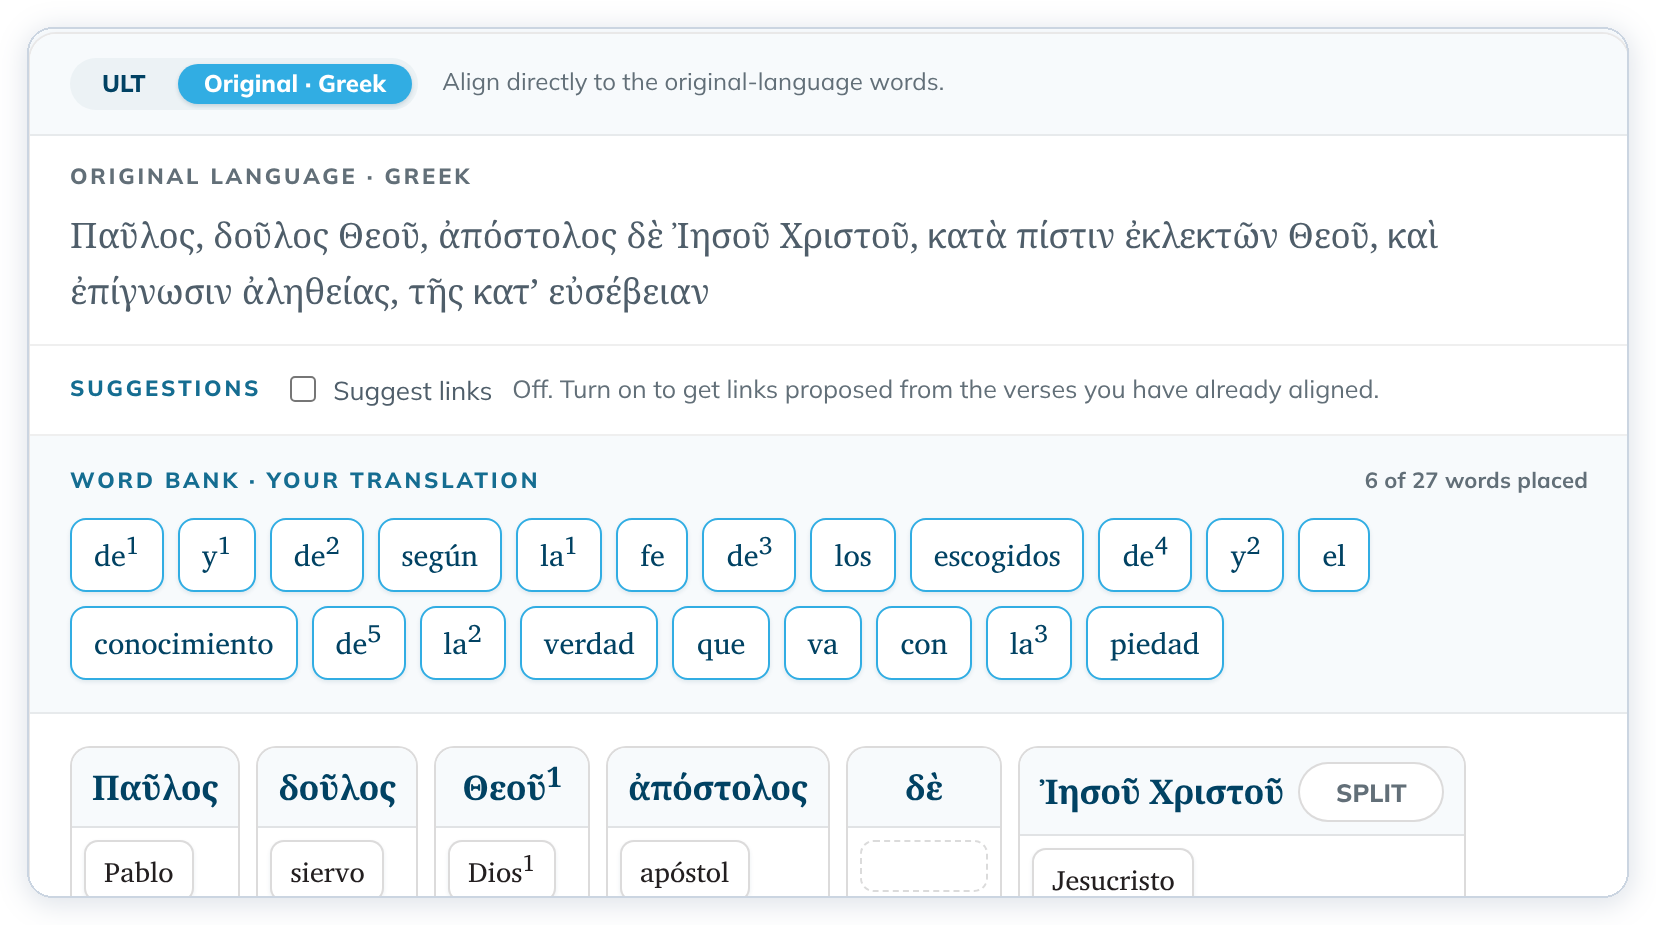 ULT Original · Greek Align directly to the original-language words.
ORIGINAL LANGUAGE · GREEK
Παῦλος, δοῦλος Θεοῦ, ἀπόστολος δὲ Ἰησοῦ Χριστοῦ, κατὰ πίστιν ἐκλεκτῶν Θεοῦ, καὶ
ἐπίγνωσιν ἀληθείας, τῆς κατ’ εὐσέβειαν
SUGGESTIONS Suggest links Off. Turn on to get links proposed from the verses you have already aligned.
WORD BANK · YOUR TRANSLATION 6 of 27 words placed
de¹ y¹ de² según la¹ fe de³ los escogidos de⁴ y² el
conocimiento de⁵ la² verdad que va con la³ piedad
Παῦλος δοῦλος Θεοῦ¹ ἀπόστολος δὲ Ἰησοῦ Χριστοῦ SPLIT
Pablo siervo Dios¹ apóstol Jesucristo